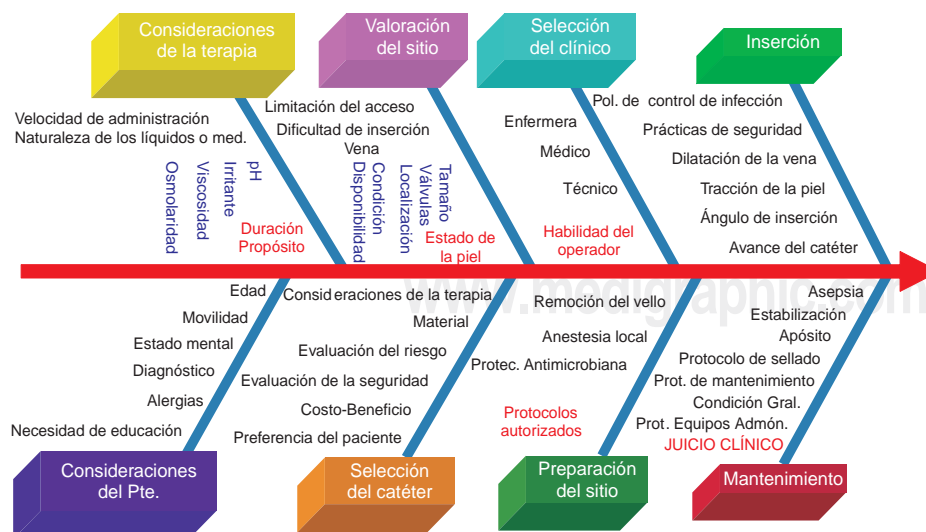 Consideraciones
de la terapia
Velocidad de administración
Naturaleza de los líquidos o med.
pH
Irritante
Viscosidad
Osmolaridad
Duración
Propósito
Valoración
del sitio
Limitación del acceso
Dificultad de inserción
Vena
Tamaño
Válvulas
Localización
Condición
Disponibilidad
Estado de
la piel
Selección
del clínico
Enfermera
Médico
Técnico
Habilidad del
operador
Inserción
Pol. de control de infección
Prácticas de seguridad
Dilatación de la vena
Tracción de la piel
Ángulo de inserción
Avance del catéter
www.medigraphic.com
Edad
Movilidad
Estado mental
Diagnóstico
Alergias
Necesidad de educación
Consideraciones
del Pte.
Consideraciones de la terapia
Material
Evaluación del riesgo
Evaluación de la seguridad
Costo-Beneficio
Preferencia del paciente
Selección
del catéter
Remoción del vello
Anestesia local
Protec. Antimicrobiana
Protocolos
autorizados
Preparación
del sitio
Asepsia
Estabilización
Apósito
Protocolo de sellado
Prot. de mantenimiento
Condición Gral.
Prot. Equipos Admón.
JUICIO CLÍNICO
Mantenimiento